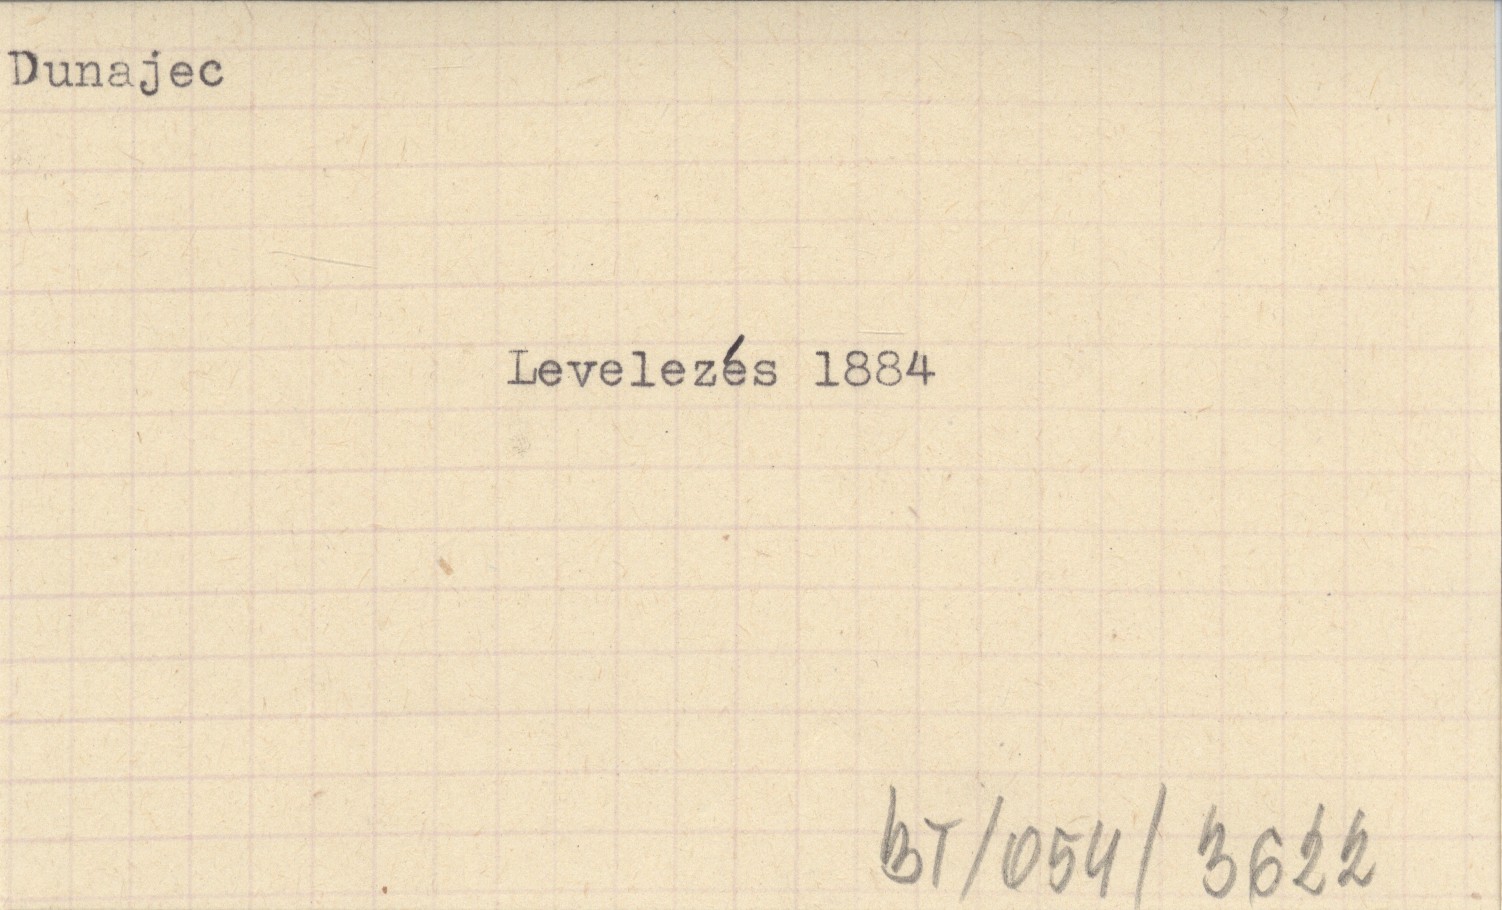 Dunajec
Levelezés 1884
BT/054/3622